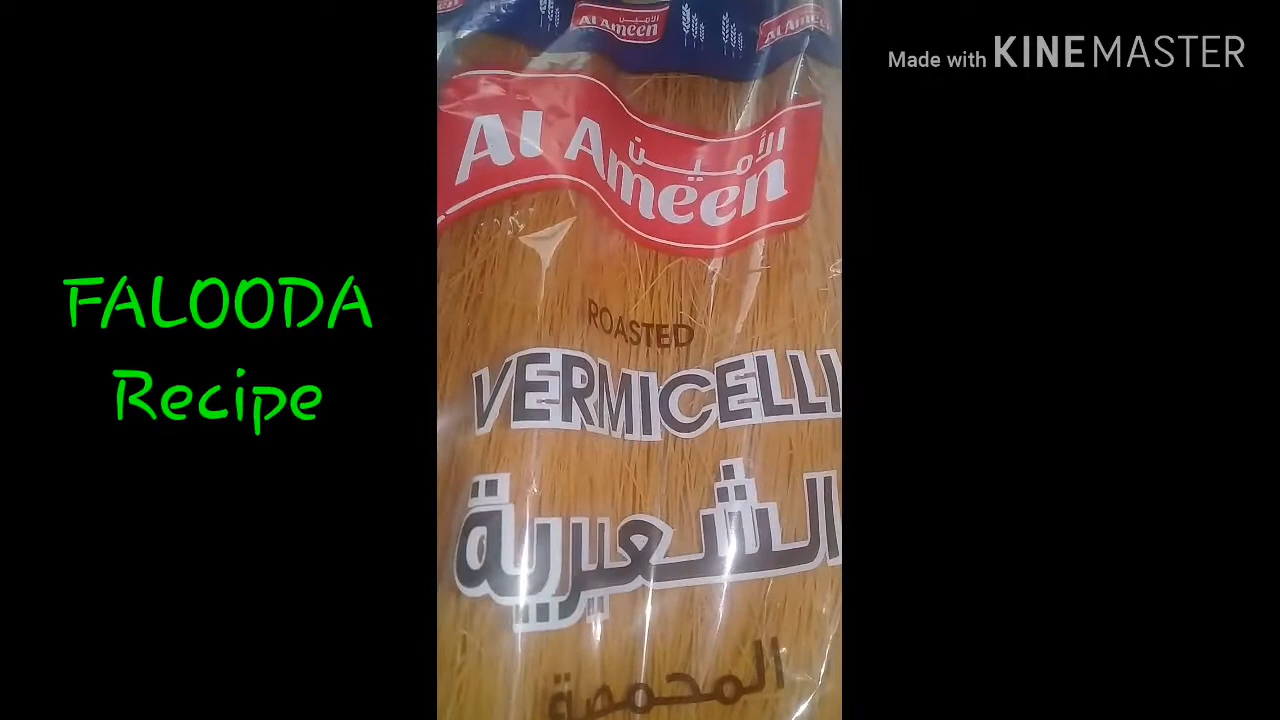 AL Ameen
الأمين
AL Ameen
Made with KINEMASTER
الأمين
Al Ameen
FALOODA
Recipe
ROASTED
VERMICELLI
الشعيرية
المحمصة